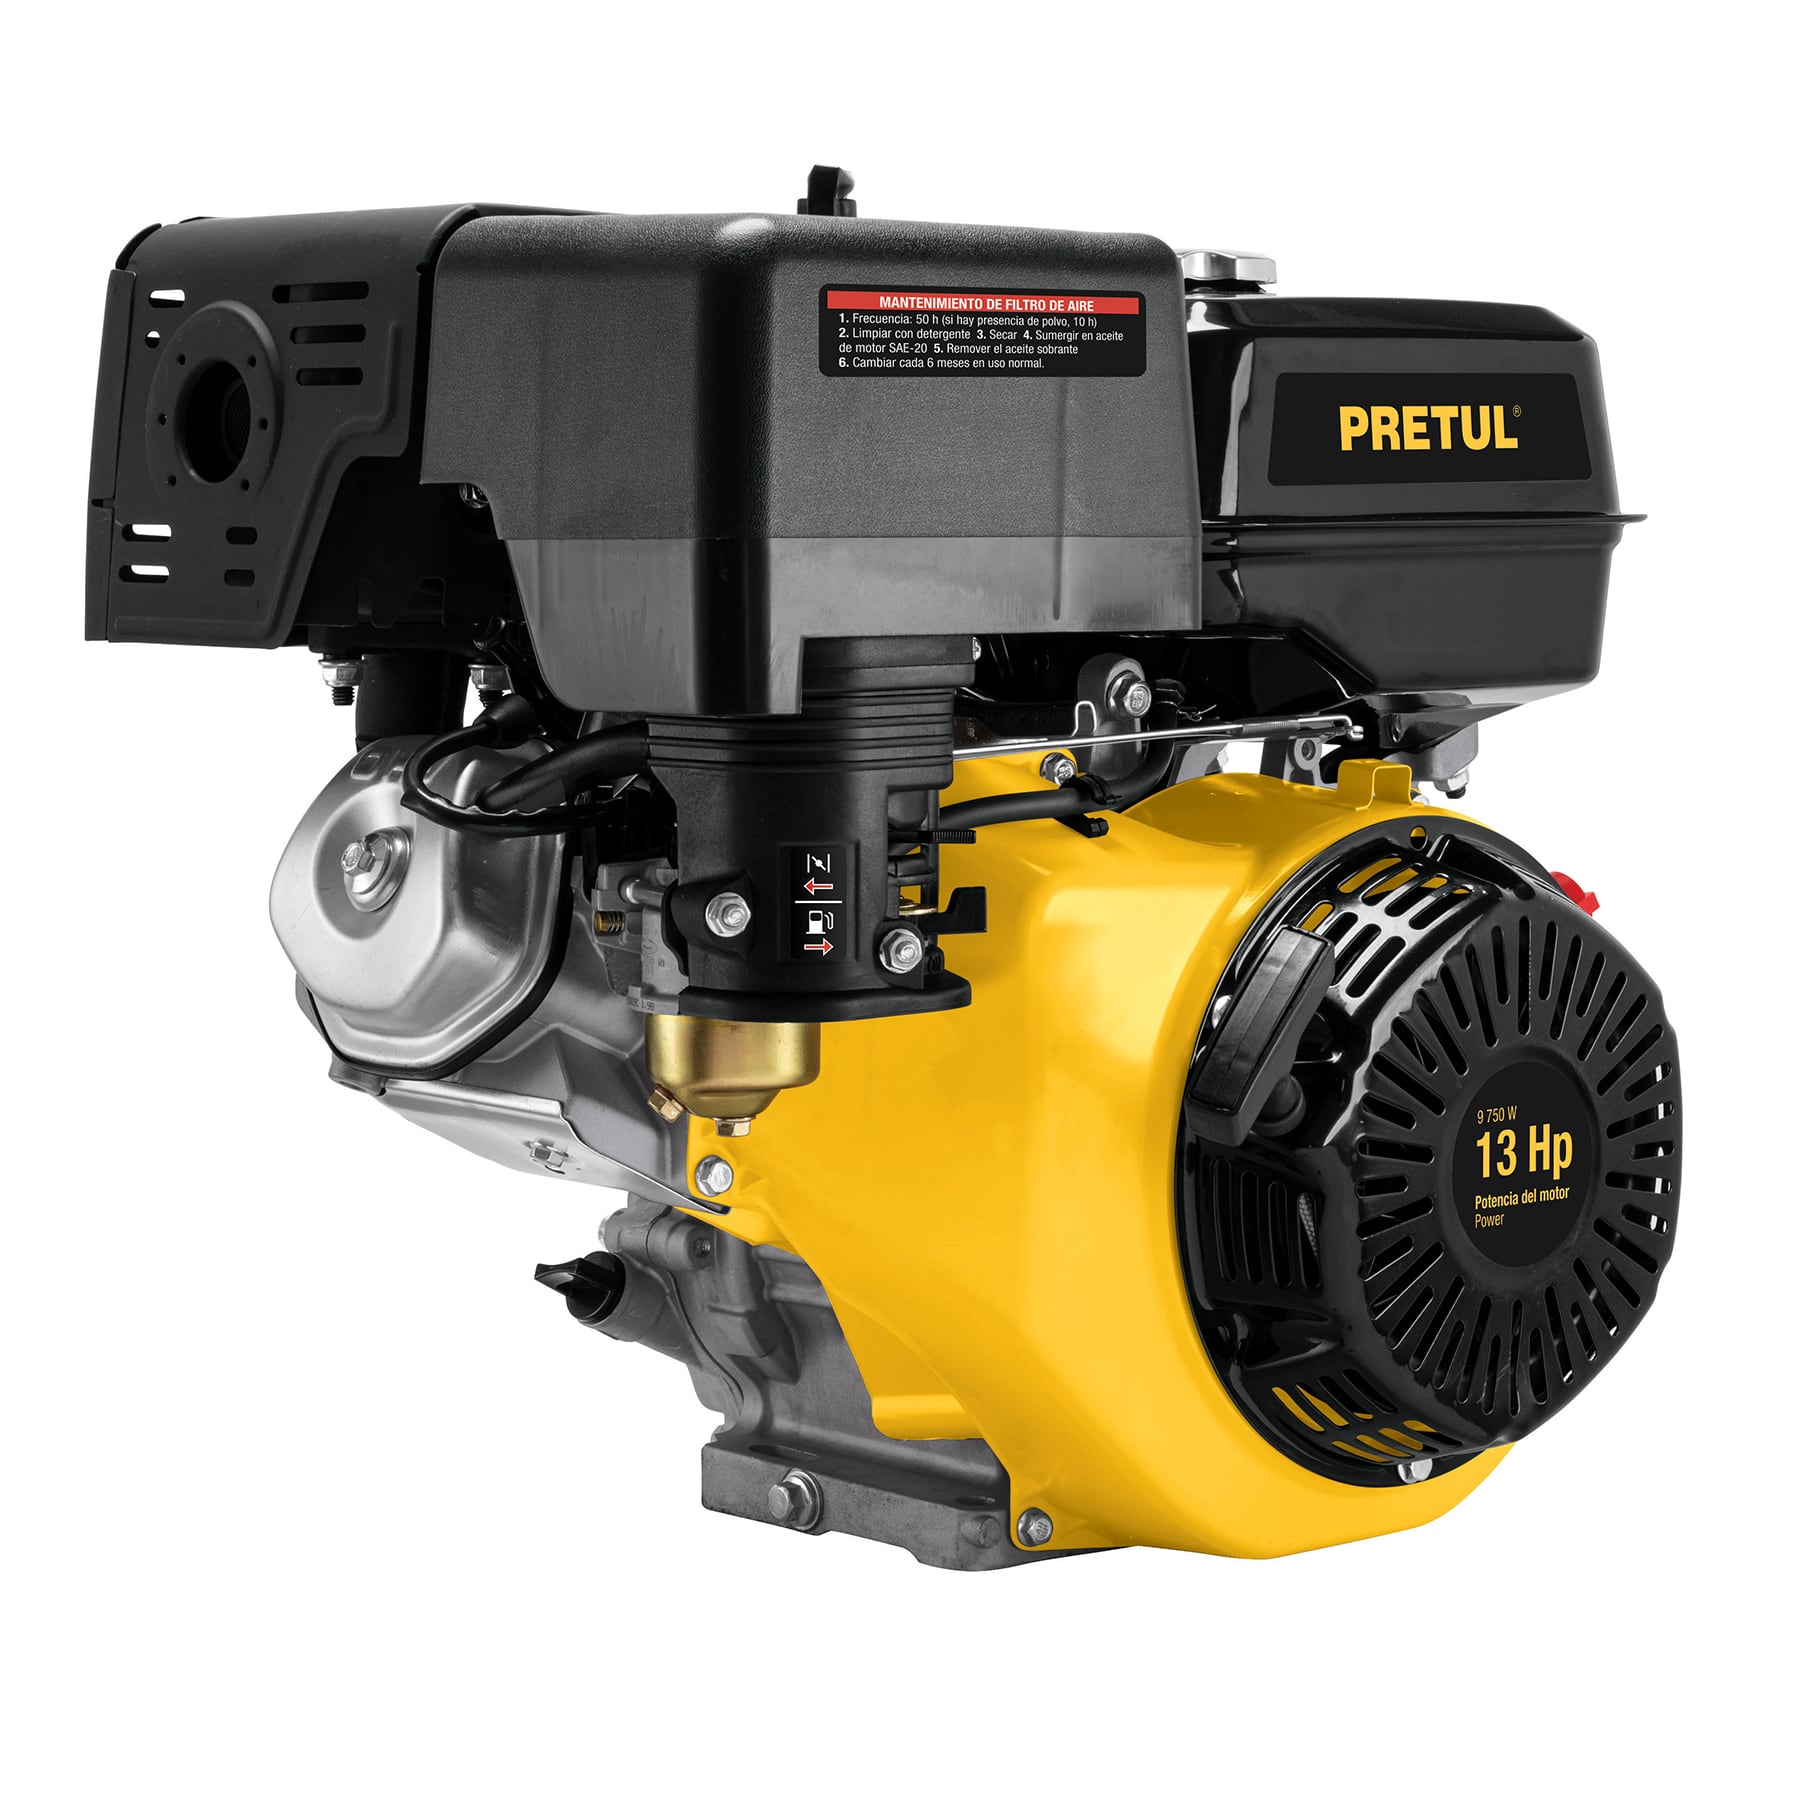 MANTENIMIENTO DE FILTRO DE AIRE
1. Frecuencia: 50 h (si hay presencia de polvo, 10 h)
2. Limpiar con detergente 3. Secar 4. Sumergir en aceite
de motor SAE-20 5. Remover el aceite sobrante
6. Cambiar cada 6 meses en uso normal.
PRETUL®
9 750 W
13 Hp
Potencia del motor
Power